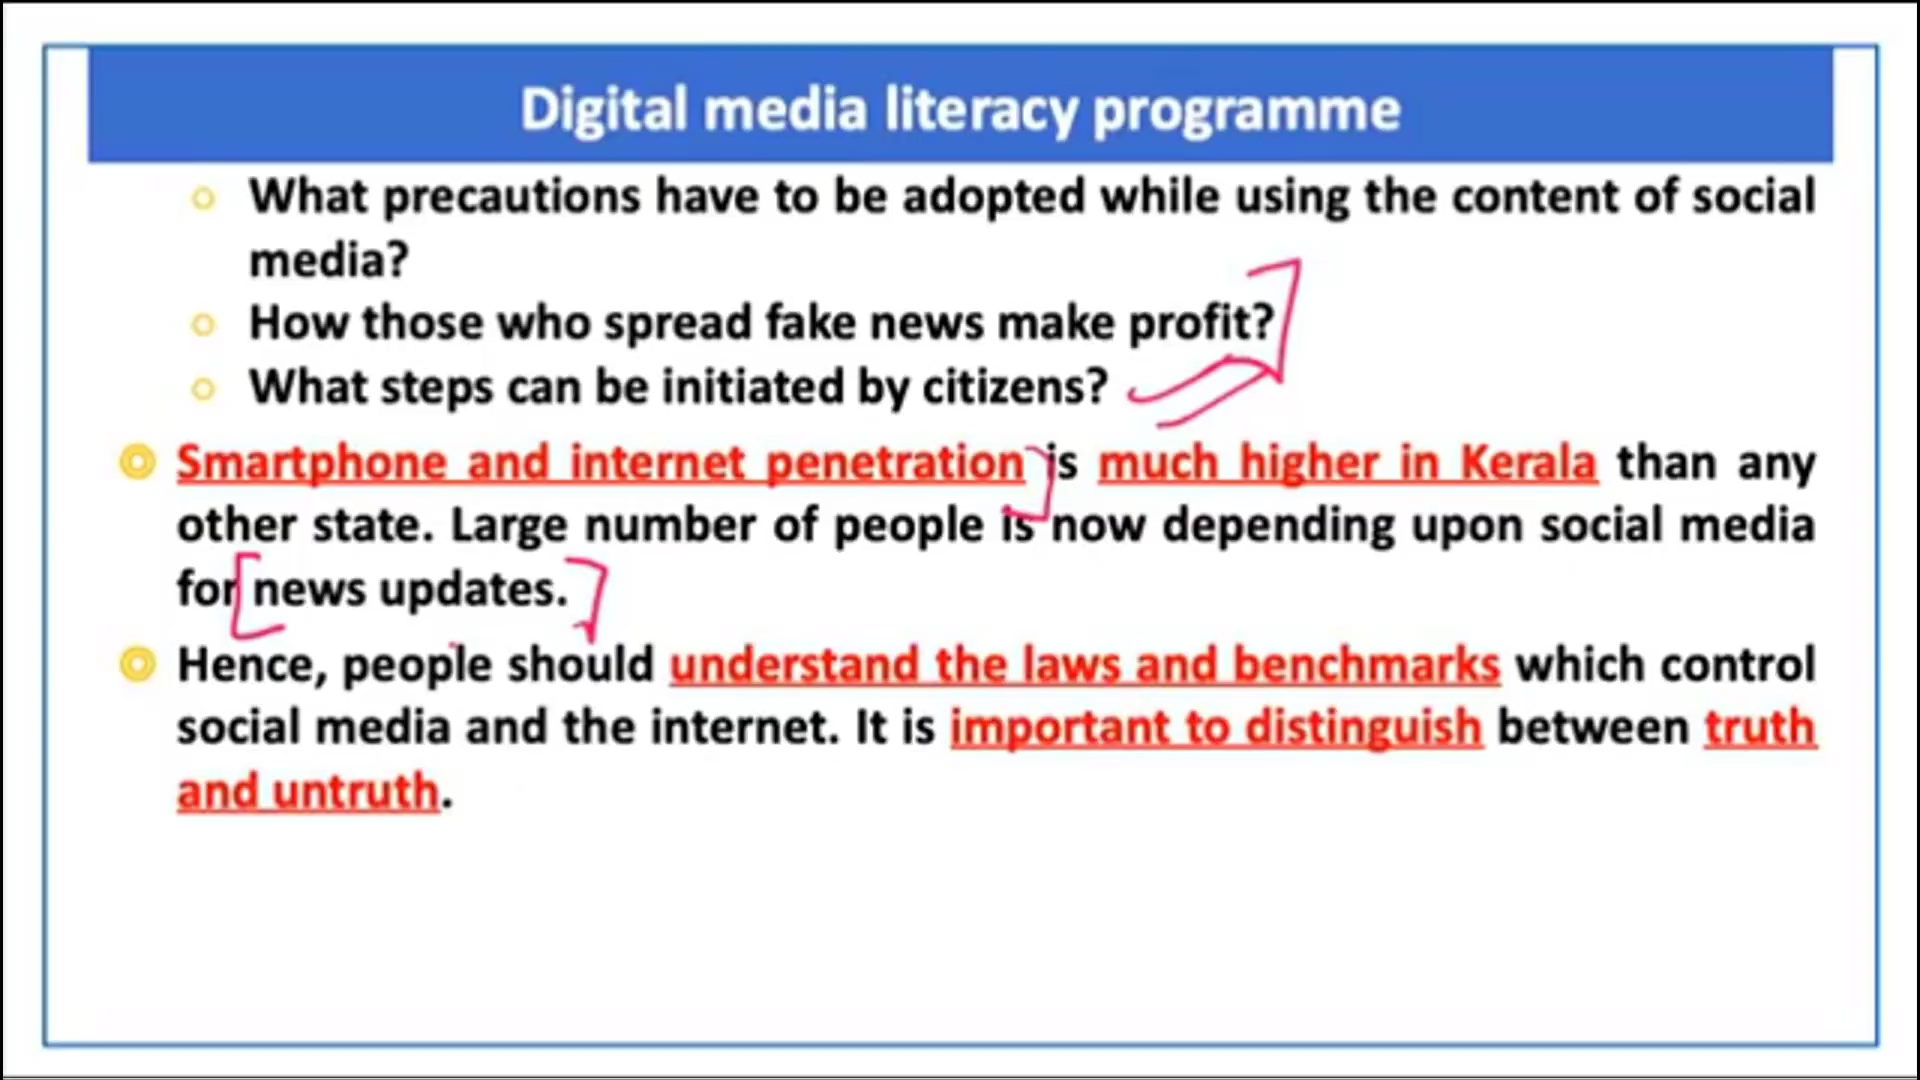 Digital media literacy programme
What precautions have to be adopted while using the content of social
media?
How those who spread fake news make profit?
What steps can be initiated by citizens?
Smartphone and internet penetration is much higher in Kerala than any
other state. Large number of people is now depending upon social media
for news updates.
Hence, people should understand the laws and benchmarks which control
social media and the internet. It is important to distinguish between truth
and untruth.